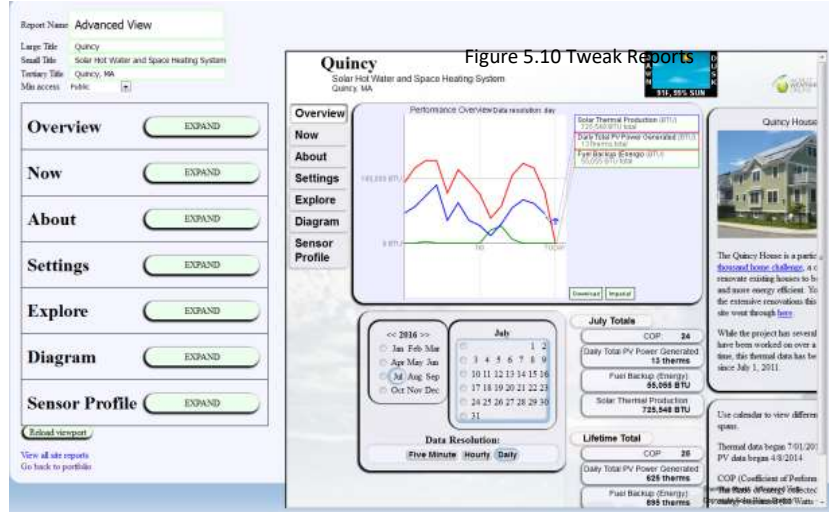 Report Name Advanced View
Large Title Quincy
Small Title Solar Hot Water and Space Heating System
Tertiary Title Quincy, MA
Min access Public
Overview EXPAND
Now EXPAND
About EXPAND
Settings EXPAND
Explore EXPAND
Diagram EXPAND
Sensor Profile EXPAND
Reload viewport
View all site reports
Go back to portfolio
Figure 5.10 Tweak Reports
Quincy
Solar Hot Water and Space Heating System
Quincy, MA
91F, 99% SUN
Overview
Now
About
Settings
Explore
Diagram
Sensor
Profile
Performance Overview Data resolution: day
Solar Thermal Production (BTU)
725,548 BTU total
Daily Total PV Power Generated (BTU)
13 therms total
Fuel Backup (Energy) (BTU)
55,055 BTU total
0 BTU
Download Imperial
<< 2016 >>
Jan Feb Mar
Apr May Jun
Jul Aug Sep
Oct Nov Dec
July
1 2
3 4 5 6 7 8 9
10 11 12 13 14 15 16
17 18 19 20 21 22 23
24 25 26 27 28 29 30
31
Data Resolution:
Five Minute Hourly Daily
July Totals
COP: 24
Daily Total PV Power Generated
13 therms
Fuel Backup (Energy)
55,055 BTU
Solar Thermal Production
725,548 BTU
Lifetime Total
COP 26
Daily Total PV Power Generated
625 therms
Fuel Backup (Energy)
895 therms
Quincy House
The Quincy House is a partic
thousand home challenge, a c
renovate existing houses to b
and more energy efficient. Yo
the extensive renovations this
site went through here.
While the project has several
have been worked on over a
time, this thermal data has be
since July 1, 2011.
Use calendar to view differen
spans.
Thermal data began 7/01/201
PV data began 4/8/2014
COP (Coefficient of Perform